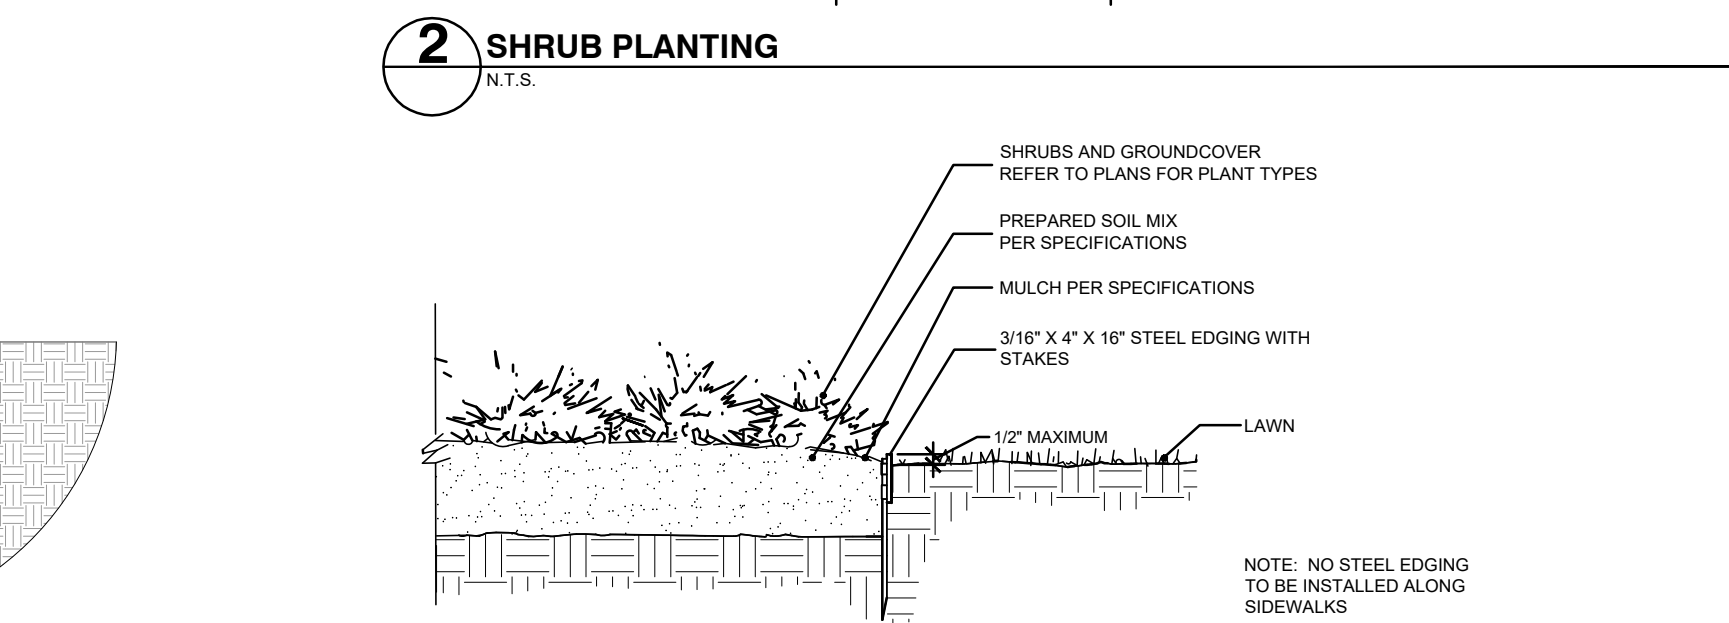 2
SHRUB PLANTING
N.T.S.
SHRUBS AND GROUNDCOVER
REFER TO PLANS FOR PLANT TYPES
PREPARED SOIL MIX
PER SPECIFICATIONS
MULCH PER SPECIFICATIONS
3/16" X 4" X 16" STEEL EDGING WITH
STAKES
1/2" MAXIMUM
LAWN
NOTE:  NO STEEL EDGING
TO BE INSTALLED ALONG
SIDEWALKS